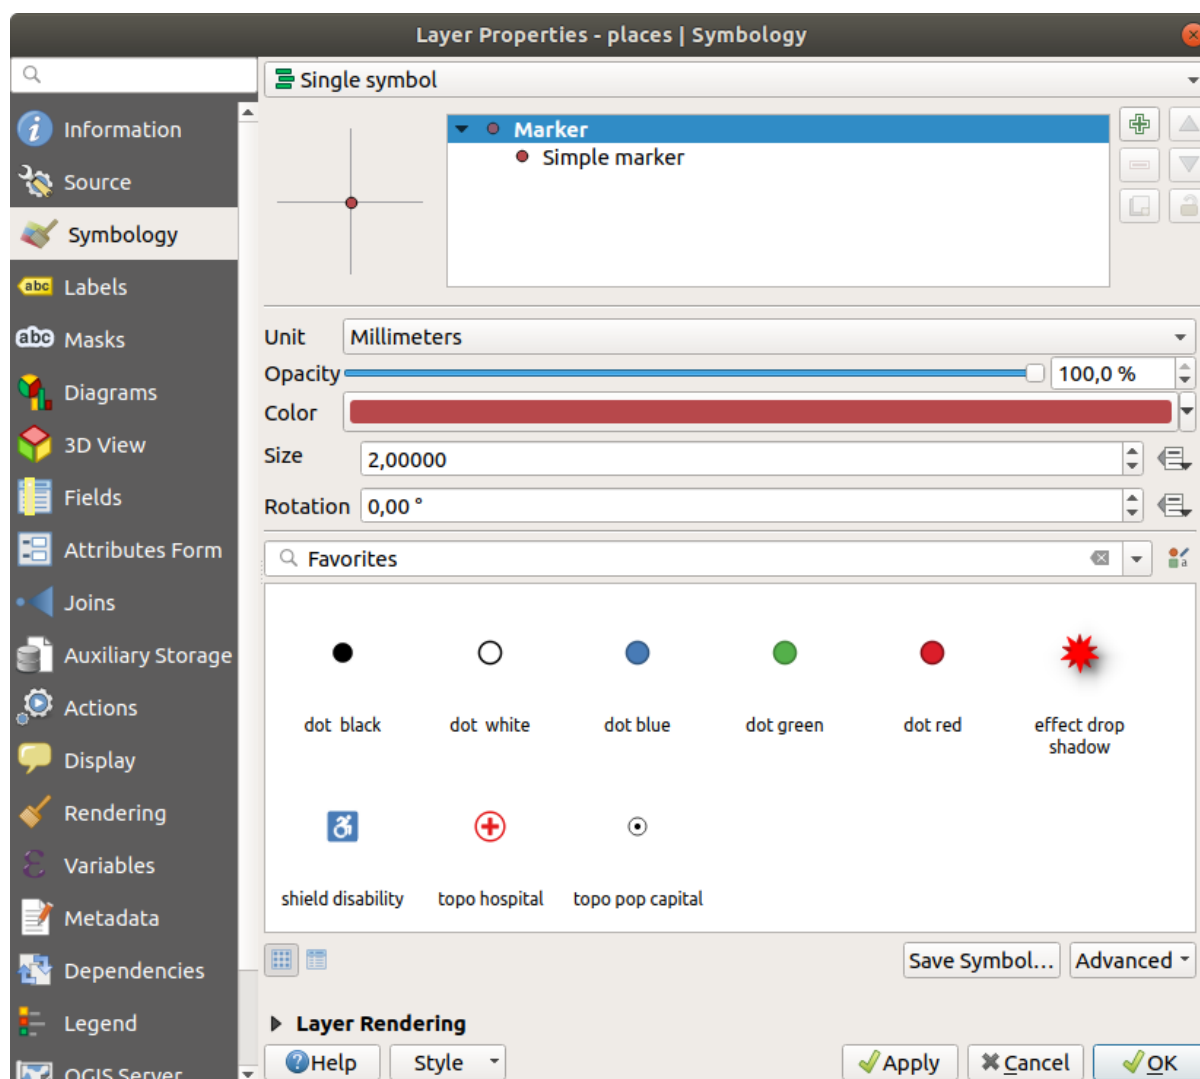 Layer Properties - places | Symbology
Single symbol
Information
Source
Symbology
abc Labels
abc Masks
Diagrams
3D View
Fields
Attributes Form
Joins
Auxiliary Storage
Actions
Display
Rendering
Variables
Metadata
Dependencies
Legend
QGIS Server
Marker
Simple marker
Unit Millimeters
Opacity 100,0 %
Color
Size 2,00000
Rotation 0,00 °
Favorites
dot black dot white dot blue dot green dot red effect drop
shadow
shield disability topo hospital topo pop capital
Save Symbol... Advanced
Layer Rendering
Help Style Apply Cancel OK